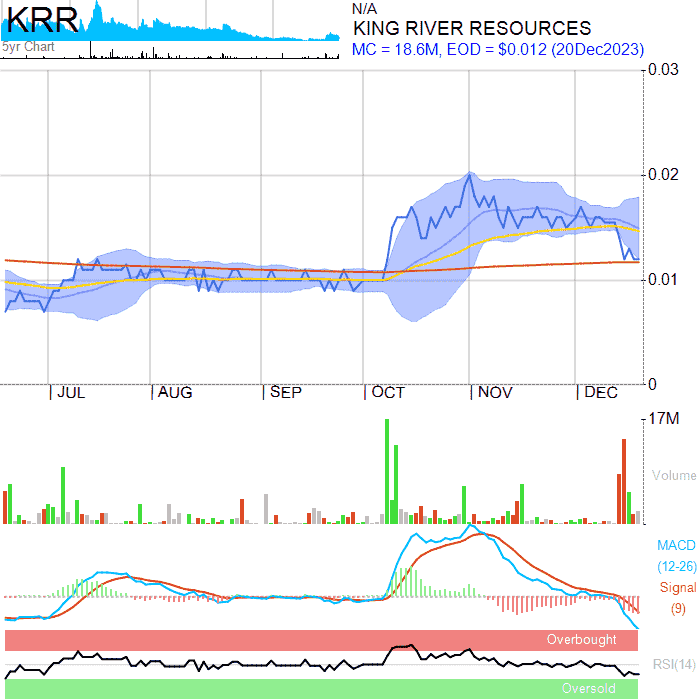 KRR
5yr Chart
N/A
KING RIVER RESOURCES
MC = 18.6M, EOD = $0.012 (20Dec2023)
0.03
0.02
0.01
0
JUL AUG SEP OCT NOV DEC
17M
Volume
MACD
(12-26)
Signal
(9)
Overbought
RSI(14)
Oversold